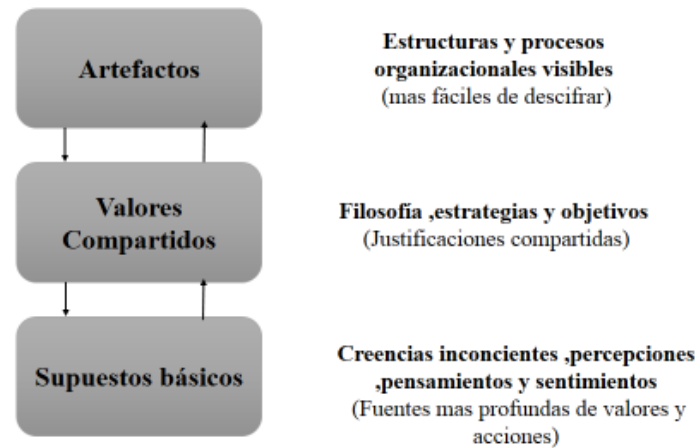 Artefactos
Estructuras y procesos
organizacionales visibles
(mas fáciles de descifrar)
Valores
Compartidos
Filosofía ,estrategias y objetivos
(Justificaciones compartidas)
Supuestos básicos
Creencias inconcientes ,percepciones
,pensamientos y sentimientos
(Fuentes mas profundas de valores y
acciones)